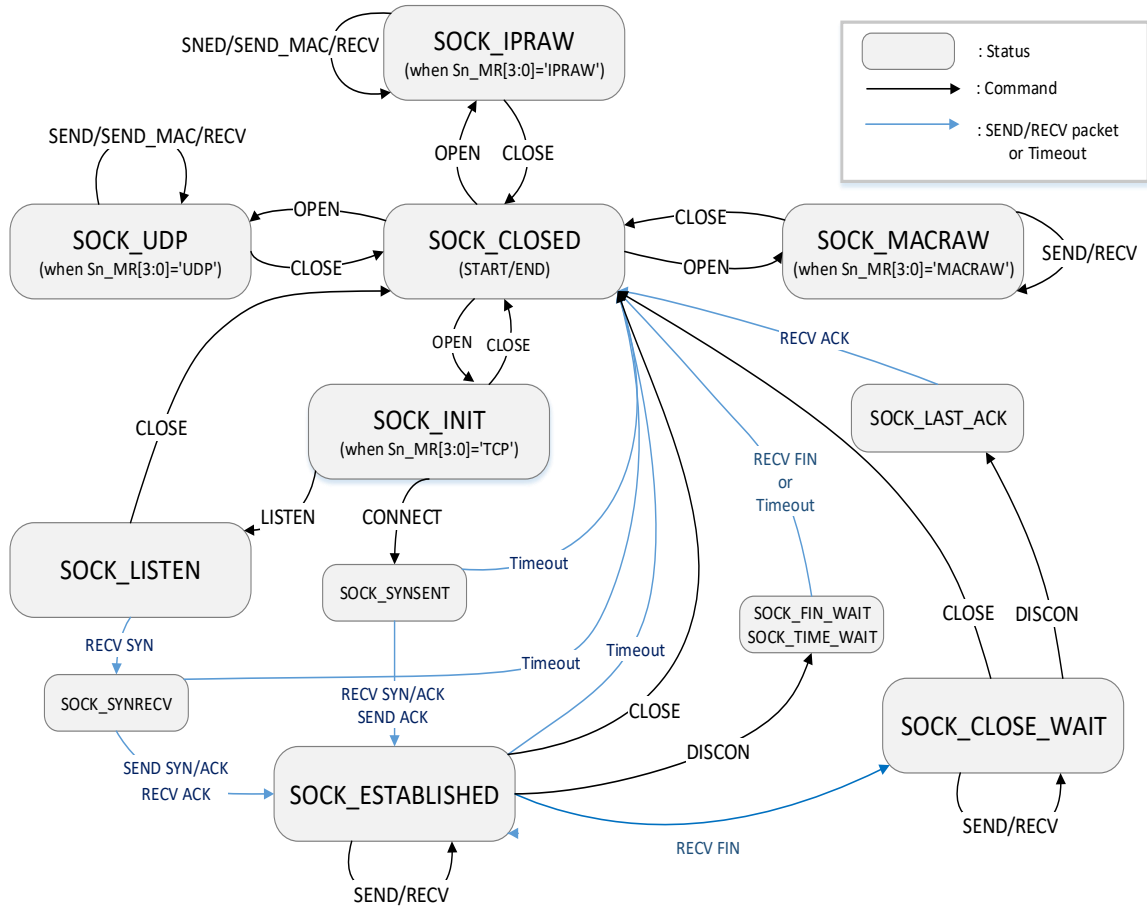 SNED/SEND_MAC/RECV
SOCK_IPRAW
(when Sn_MR[3:0]='IPRAW')
: Status
: Command
: SEND/RECV packet
or Timeout
SEND/SEND_MAC/RECV
OPEN
CLOSE
OPEN
CLOSE
SOCK_UDP
(when Sn_MR[3:0]='UDP')
CLOSE
SOCK_CLOSED
(START/END)
OPEN
SOCK_MACRAW
(when Sn_MR[3:0]='MACRAW')
SEND/RECV
OPEN
CLOSE
RECV ACK
SOCK_INIT
(when Sn_MR[3:0]='TCP')
SOCK_LAST_ACK
CLOSE
RECV FIN
or
Timeout
LISTEN
CONNECT
SOCK_LISTEN
Timeout
SOCK_SYNSENT
SOCK_FIN_WAIT
SOCK_TIME_WAIT
CLOSE
DISCON
RECV SYN
Timeout
Timeout
SOCK_SYNRECV
RECV SYN/ACK
SEND ACK
CLOSE
SOCK_CLOSE_WAIT
DISCON
SEND SYN/ACK
RECV ACK
SOCK_ESTABLISHED
SEND/RECV
RECV FIN
SEND/RECV